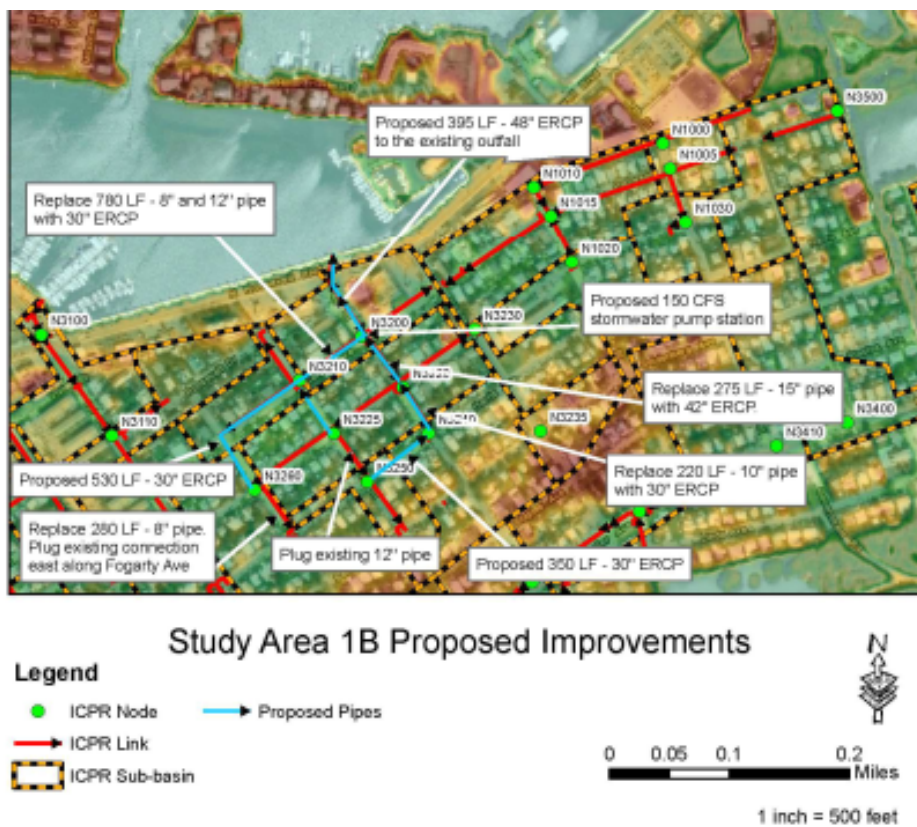 Proposed 395 LF - 48" ERCP
to the existing outfall
N3500
N1000
N1005
N1010
Replace 780 LF - 8" and 12" pipe
with 30" ERCP
N1015
N1030
N1020
Proposed 150 CFS
stormwater pump station
N3100
N3200
N3230
N3210
Replace 275 LF - 15" pipe
with 42" ERCP.
N3110
N3225
N3235
N3400
N3410
Proposed 530 LF - 30" ERCP
N3260
N3250
Replace 220 LF - 10" pipe
with 30" ERCP
Replace 280 LF - 8" pipe.
Plug existing connection
east along Fogarty Ave
Plug existing 12" pipe
Proposed 350 LF - 30" ERCP
Study Area 1B Proposed Improvements
Legend
ICPR Node
Proposed Pipes
ICPR Link
ICPR Sub-basin
N
0 0.05 0.1 0.2
Miles
1 inch = 500 feet